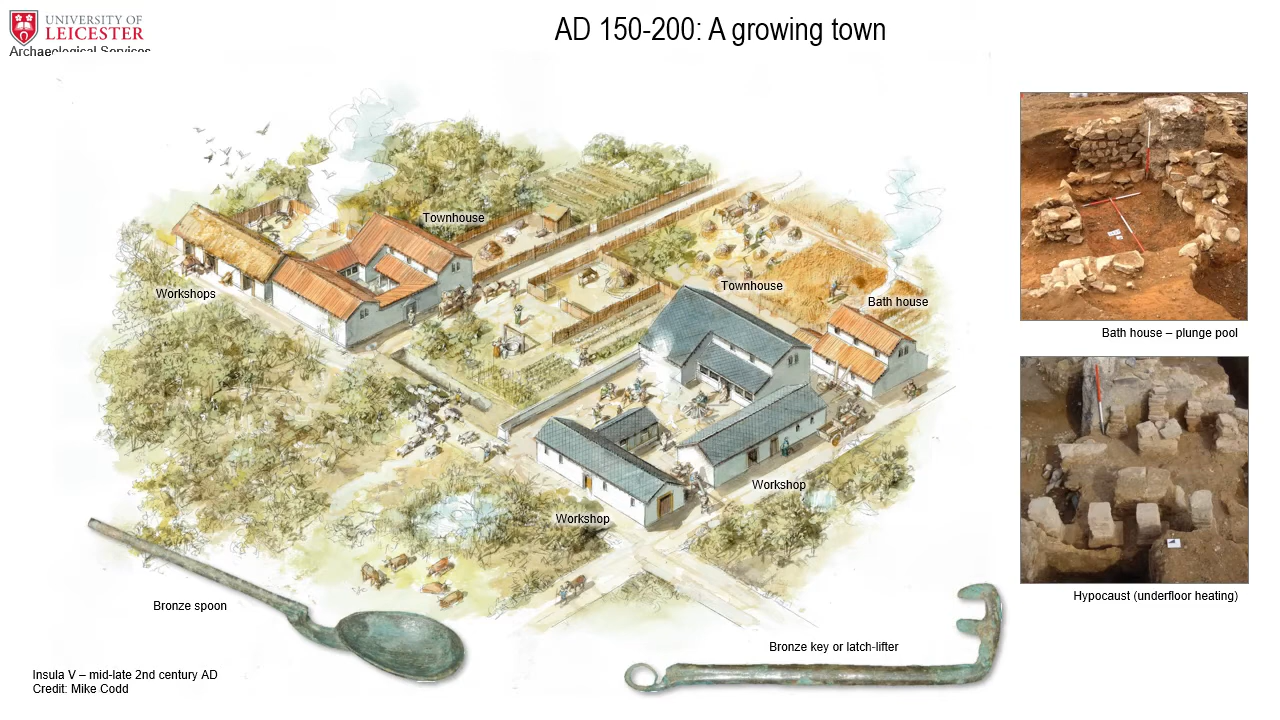 UNIVERSITY OF
LEICESTER
Archaeological Services
AD 150-200: A growing town
Townhouse
Workshops
Townhouse
Bath house
Bath house – plunge pool
Workshop
Workshop
Hypocaust (underfloor heating)
Bronze spoon
Bronze key or latch-lifter
Insula V – mid-late 2nd century AD
Credit: Mike Codd